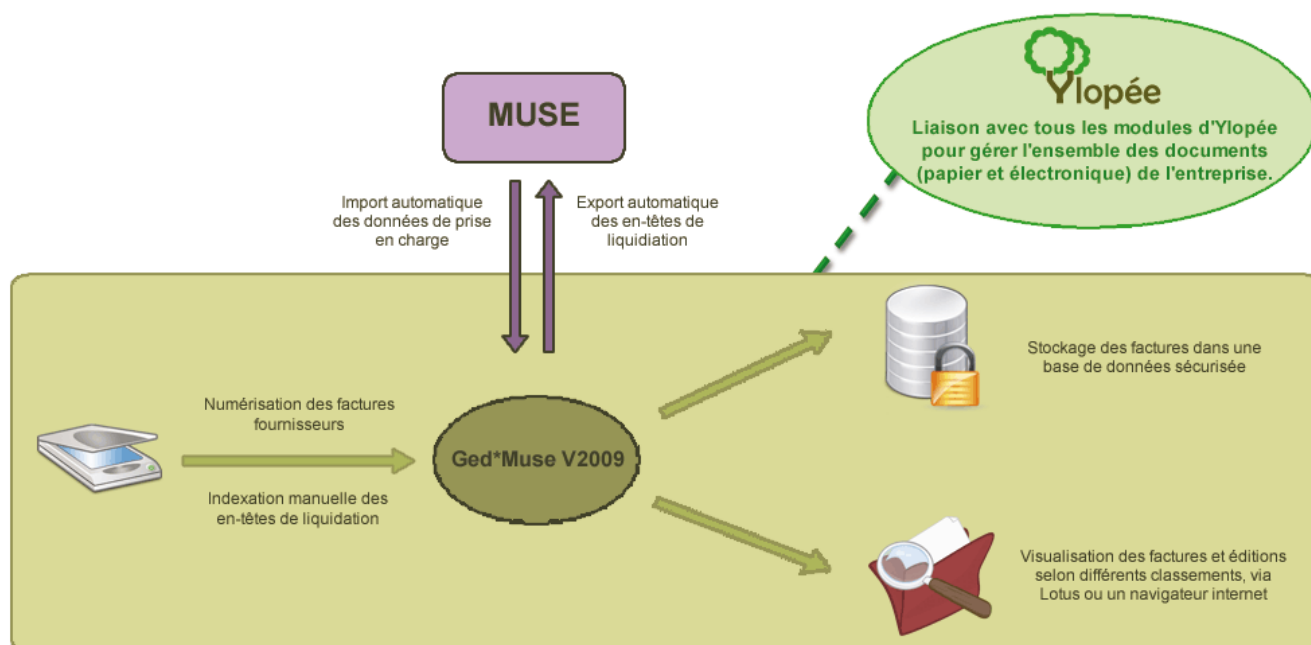 Ylopée
Liaison avec tous les modules d'Ylopée
pour gérer l'ensemble des documents
(papier et électronique) de l'entreprise.
MUSE
Import automatique
des données de prise
en charge
Export automatique
des en-têtes de
liquidiation
Numérisation des factures
fournisseurs
Indexation manuelle des
en-têtes de liquidation
Ged*Muse V2009
Stockage des factures dans une
base de données sécurisée
Visualisation des factures et éditions
selon différents classements, via
Lotus ou un navigateur internet